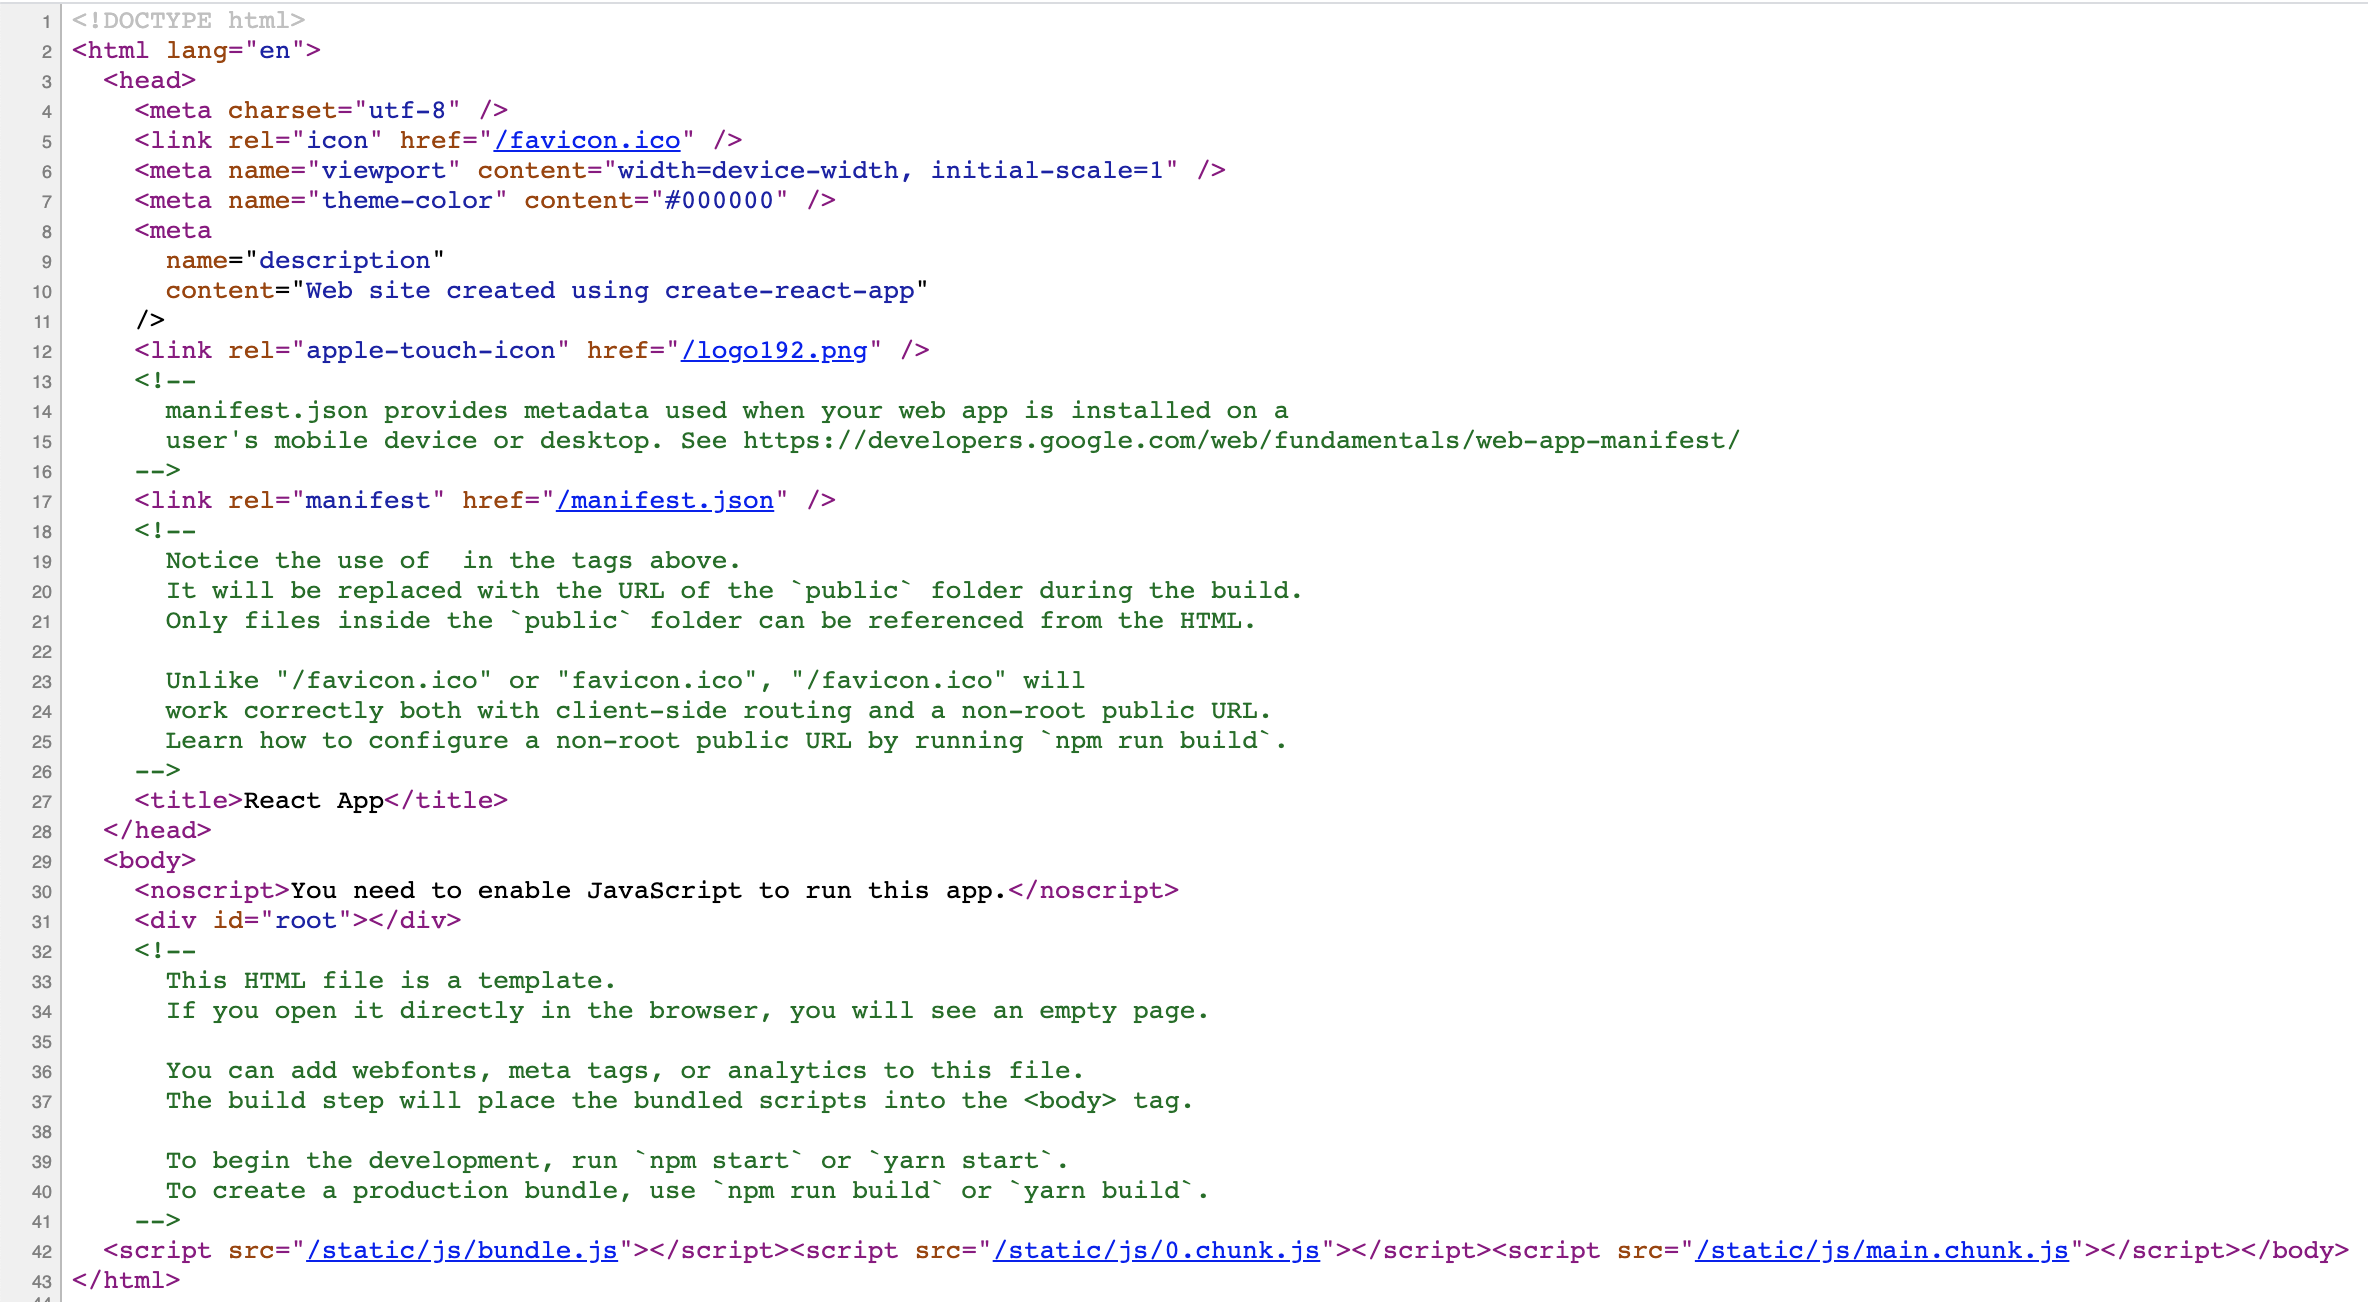 1 <!DOCTYPE html>
2 <html lang="en">
3   <head>
4     <meta charset="utf-8" />
5     <link rel="icon" href="/favicon.ico" />
6     <meta name="viewport" content="width=device-width, initial-scale=1" />
7     <meta name="theme-color" content="#000000" />
8     <meta
9       name="description"
10       content="Web site created using create-react-app"
11     />
12     <link rel="apple-touch-icon" href="/logo192.png" />
13     <!--
14       manifest.json provides metadata used when your web app is installed on a
15       user's mobile device or desktop. See https://developers.google.com/web/fundamentals/web-app-manifest/
16     -->
17     <link rel="manifest" href="/manifest.json" />
18     <!--
19       Notice the use of  in the tags above.
20       It will be replaced with the URL of the `public` folder during the build.
21       Only files inside the `public` folder can be referenced from the HTML.
22
23       Unlike "/favicon.ico" or "favicon.ico", "/favicon.ico" will
24       work correctly both with client-side routing and a non-root public URL.
25       Learn how to configure a non-root public URL by running `npm run build`.
26     -->
27     <title>React App</title>
28   </head>
29   <body>
30     <noscript>You need to enable JavaScript to run this app.</noscript>
31     <div id="root"></div>
32     <!--
33       This HTML file is a template.
34       If you open it directly in the browser, you will see an empty page.
35
36       You can add webfonts, meta tags, or analytics to this file.
37       The build step will place the bundled scripts into the <body> tag.
38
39       To begin the development, run `npm start` or `yarn start`.
40       To create a production bundle, use `npm run build` or `yarn build`.
41     -->
42   <script src="/static/js/bundle.js"></script><script src="/static/js/0.chunk.js"></script><script src="/static/js/main.chunk.js"></script></body>
43 </html>
44